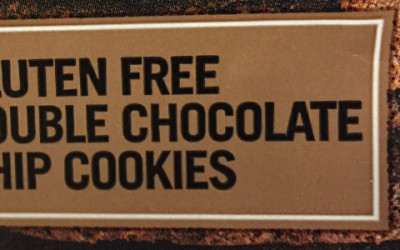 LUTEN FREE
OUBLE CHOCOLATE
HIP COOKIES